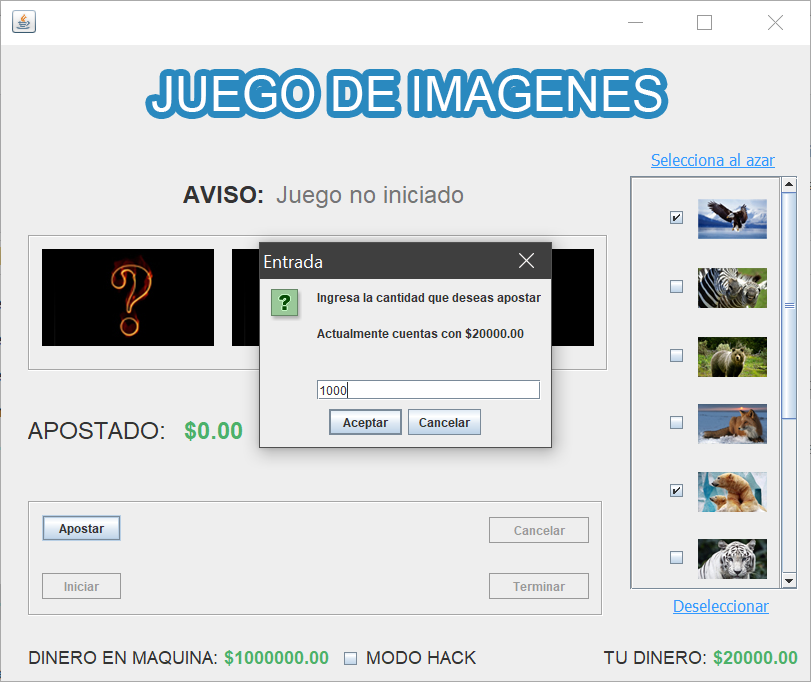 JUEGO DE IMAGENES
Selecciona al azar
AVISO: Juego no iniciado
Entrada
?
?
Ingresa la cantidad que deseas apostar
Actualmente cuentas con $20000.00
1000
Aceptar Cancelar
APOSTADO: $0.00
Apostar Cancelar
Iniciar Terminar
Deseleccionar
DINERO EN MAQUINA: $1000000.00 MODO HACK TU DINERO: $20000.00